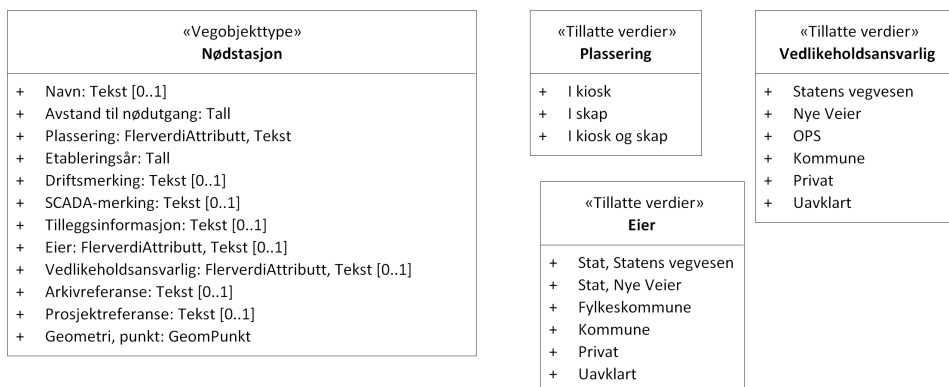 «Vegobjekttype»
Nødstasjon
+ Navn: Tekst [0..1]
+ Avstand til nødutgang: Tall
+ Plassering: FlerverdiAttributt, Tekst
+ Etableringsår: Tall
+ Driftsmerking: Tekst [0..1]
+ SCADA-merking: Tekst [0..1]
+ Tilleggsinformasjon: Tekst [0..1]
+ Eier: FlerverdiAttributt, Tekst [0..1]
+ Vedlikeholdsansvarlig: FlerverdiAttributt, Tekst [0..1]
+ Arkivreferanse: Tekst [0..1]
+ Prosjektreferanse: Tekst [0..1]
+ Geometri, punkt: GeomPunkt
«Tillatte verdier»
Plassering
+ I kiosk
+ I skap
+ I kiosk og skap
«Tillatte verdier»
Eier
+ Stat, Statens vegvesen
+ Stat, Nye Veier
+ Fylkeskommune
+ Kommune
+ Privat
+ Uavklart
«Tillatte verdier»
Vedlikeholdsansvarlig
+ Statens vegvesen
+ Nye Veier
+ OPS
+ Kommune
+ Privat
+ Uavklart